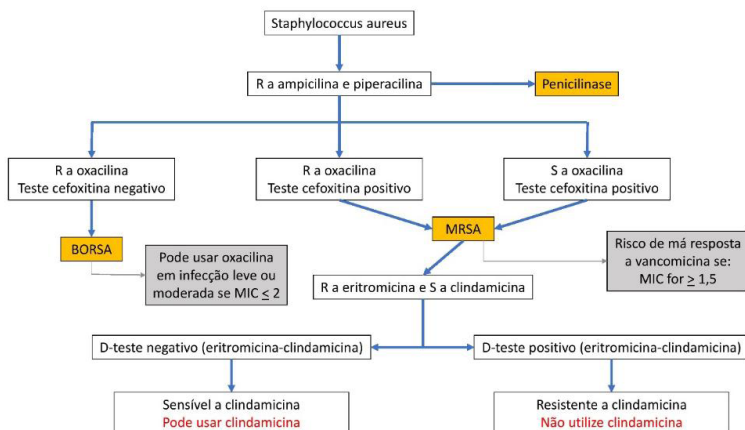 Staphylococcus aureus
R a ampicilina e piperacilina
Penicilinase
R a oxacilina
Teste cefoxitina negativo
R a oxacilina
Teste cefoxitina positivo
S a oxacilina
Teste cefoxitina positivo
BORSA
MRSA
Pode usar oxacilina
em infecção leve ou
moderada se MIC ≤ 2
Risco de má resposta
a vancomicina se:
MIC for ≥ 1,5
R a eritromicina e S a clindamicina
D-teste negativo (eritromicina-clindamicina)
D-teste positivo (eritromicina-clindamicina)
Sensível a clindamicina
Pode usar clindamicina
Resistente a clindamicina
Não utilize clindamicina